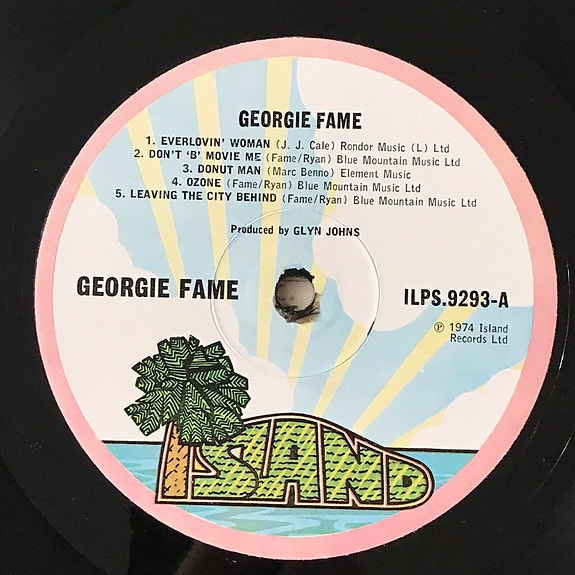 GEORGIE FAME
1. EVERLOVIN' WOMAN (J. J. Cale) Rondor Music (L) Ltd
2. DON'T 'B' MOVIE ME (Fame/Ryan) Blue Mountain Music Ltd
3. DONUT MAN (Marc Benno) Element Music
4. OZONE (Fame/Ryan) Blue Mountain Music Ltd
5. LEAVING THE CITY BEHIND (Fame/Ryan) Blue Mountain Music Ltd
Produced by GLYN JOHNS
GEORGIE FAME
ILPS.9293-A
℗ 1974 Island
Records Ltd
ISLAND